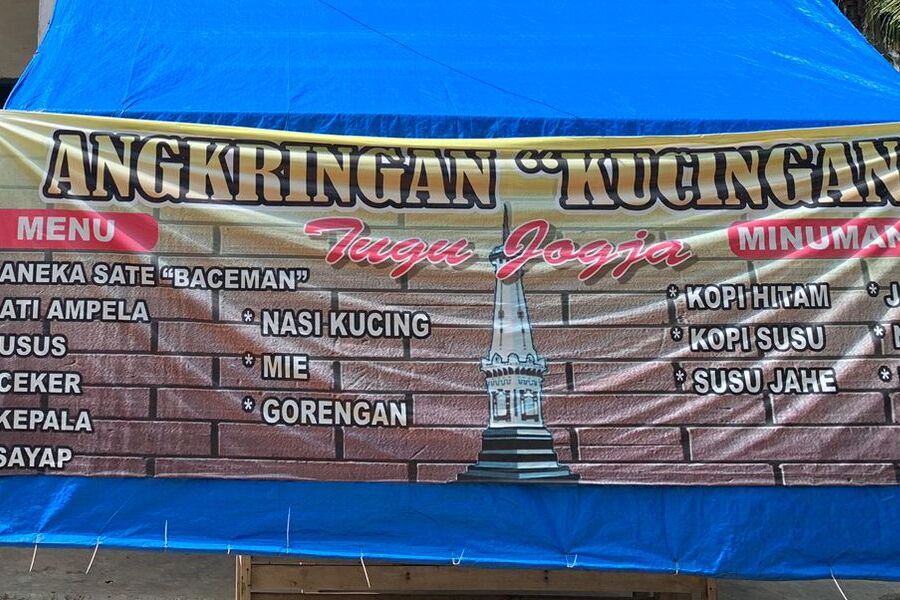 ANGKRINGAN “KUCINGAN
Tugu Jogja
MENU
ANEKA SATE “BACEMAN”
ATI AMPELA
USUS
CEKER
KEPALA
SAYAP
* NASI KUCING
* MIE
* GORENGAN
MINUMAN
* KOPI HITAM
* KOPI SUSU
* SUSU JAHE